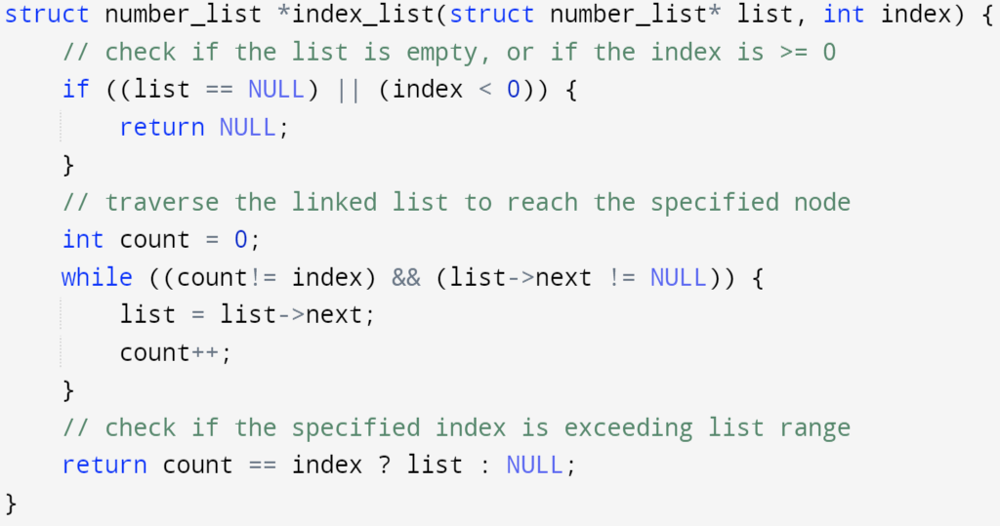 struct number_list *index_list(struct number_list* list, int index) {
    // check if the list is empty, or if the index is >= 0
    if ((list == NULL) || (index < 0)) {
        return NULL;
    }
    // traverse the linked list to reach the specified node
    int count = 0;
    while ((count!= index) && (list->next != NULL)) {
        list = list->next;
        count++;
    }
    // check if the specified index is exceeding list range
    return count == index ? list : NULL;
}